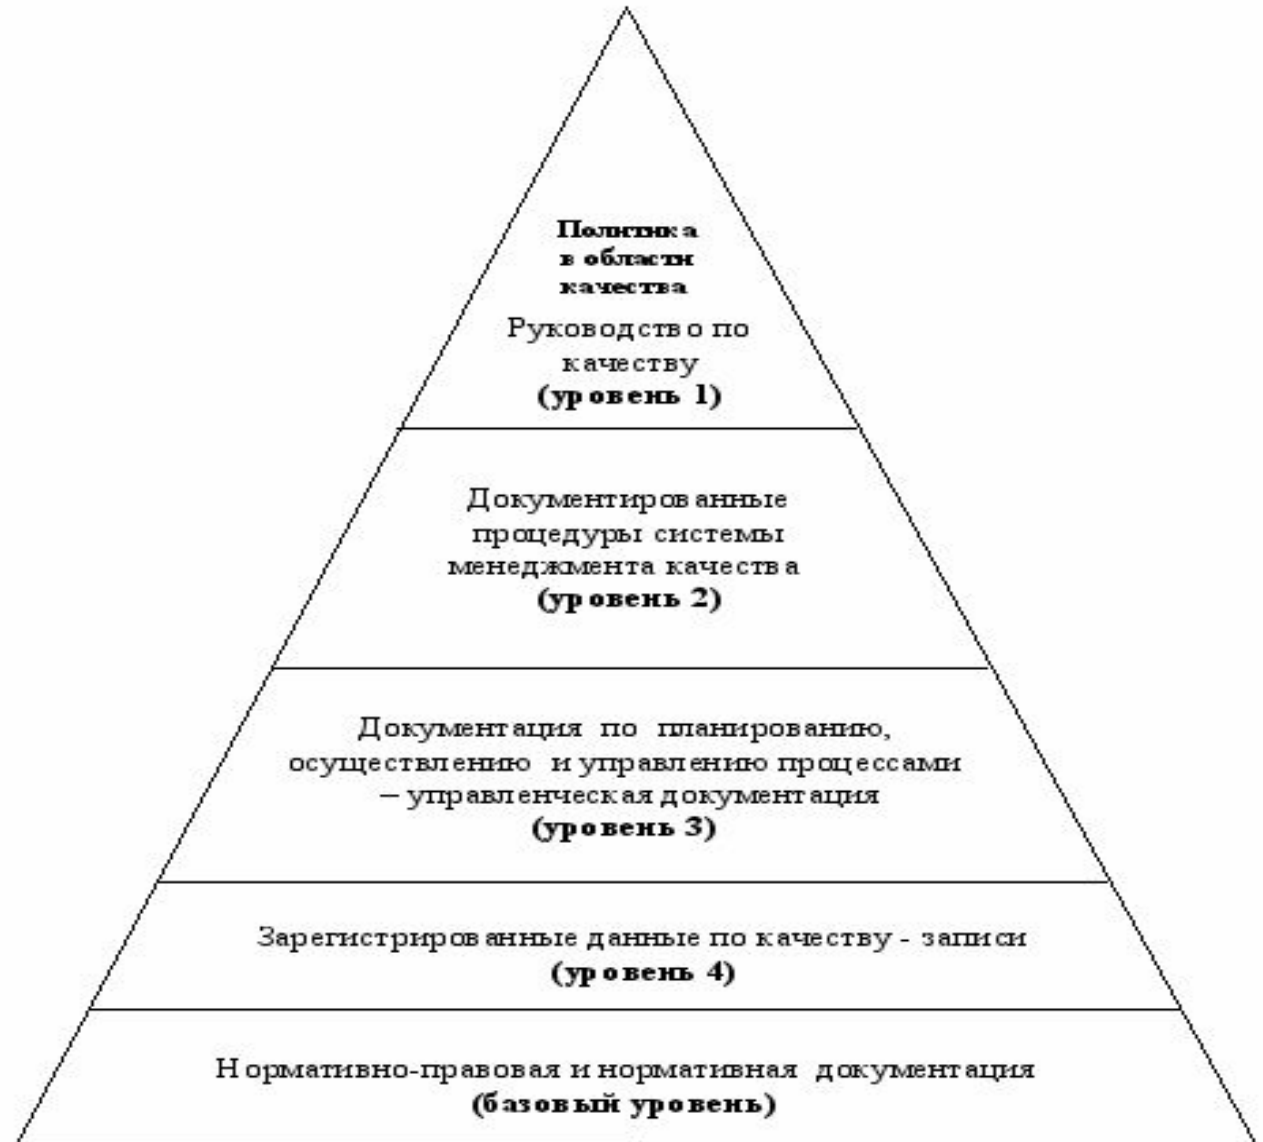 Политика
в области
качества
Руководство по
качеству
(уровень 1)
Документированные
процедуры системы
менеджмента качества
(уровень 2)
Документация по планированию,
осуществлению и управлению процессами
– управленческая документация
(уровень 3)
Зарегистрированные данные по качеству - записи
(уровень 4)
Нормативно-правовая и нормативная документация
(базовый уровень)